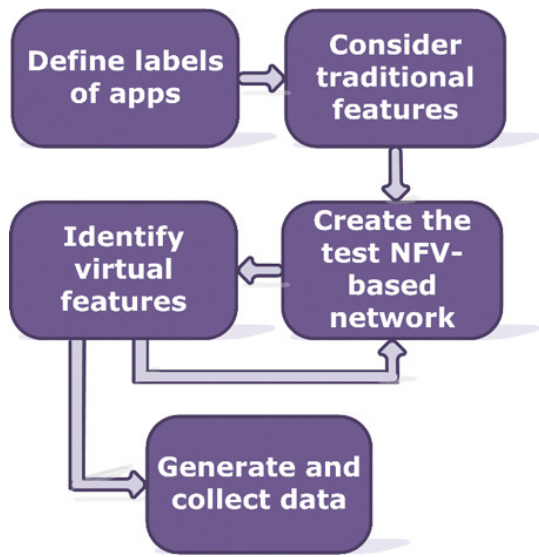 Define labels
of apps
Consider
traditional
features
Create the
test NFV-
based
network
Identify
virtual
features
Generate and
collect data